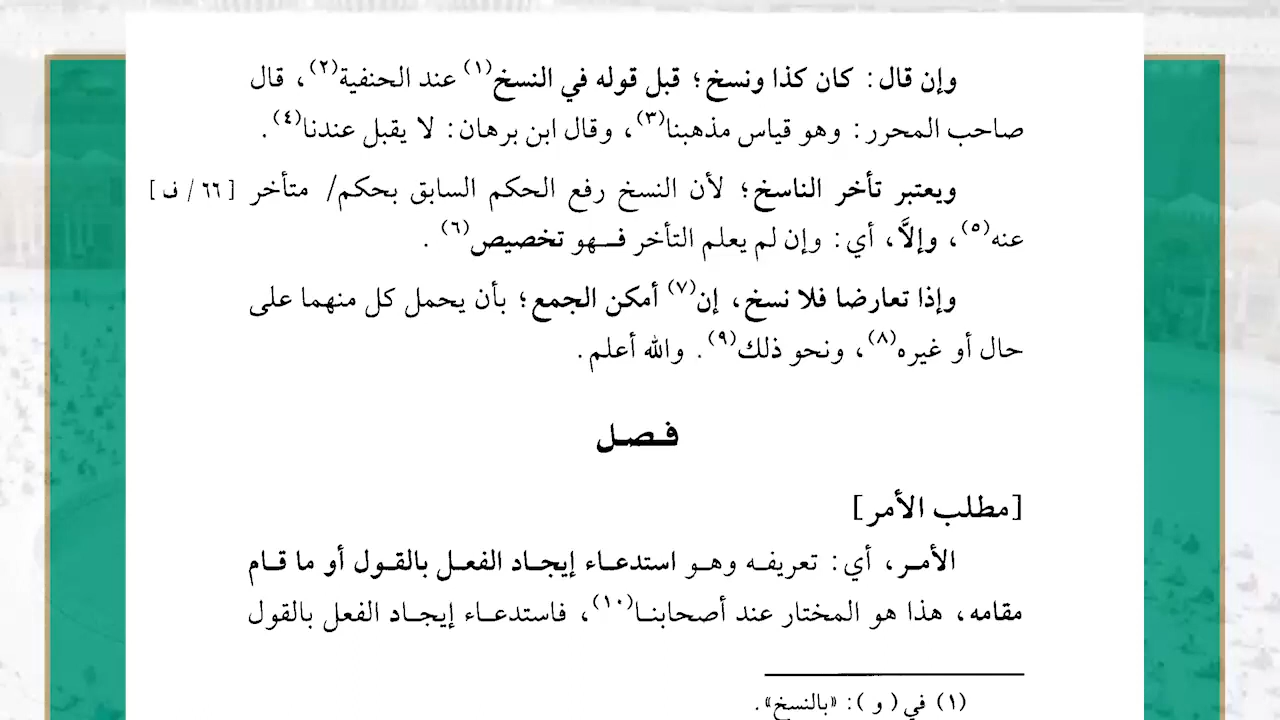 وإن قال: كان كذا ونسخ؛ قبل قوله في النسخ(١) عند الحنفية(٢)، قال
صاحب المحرر: وهو قياس مذهبنا(٣)، وقال ابن برهان: لا يقبل عندنا(٤).
ويعتبر تأخر الناسخ؛ لأن النسخ رفع الحكم السابق بحكم/ متأخر [٦٦/ف]
عنه(٥)، وإلَّا، أي: وإن لم يعلم التأخر فهو تخصيص(٦).
وإذا تعارضا فلا نسخ، إن(٧) أمكن الجمع؛ بأن يحمل كل منهما على
حال أو غيره(٨)، ونحو ذلك(٩). والله أعلم.
فصل
[مطلب الأمر]
الأمر، أي: تعريفه وهو استدعاء إيجاد الفعل بالقول أو ما قام
مقامه، هذا هو المختار عند أصحابنا(١٠)، فاستدعاء إيجاد الفعل بالقول
(١) في ( و ): «بالنسخ».